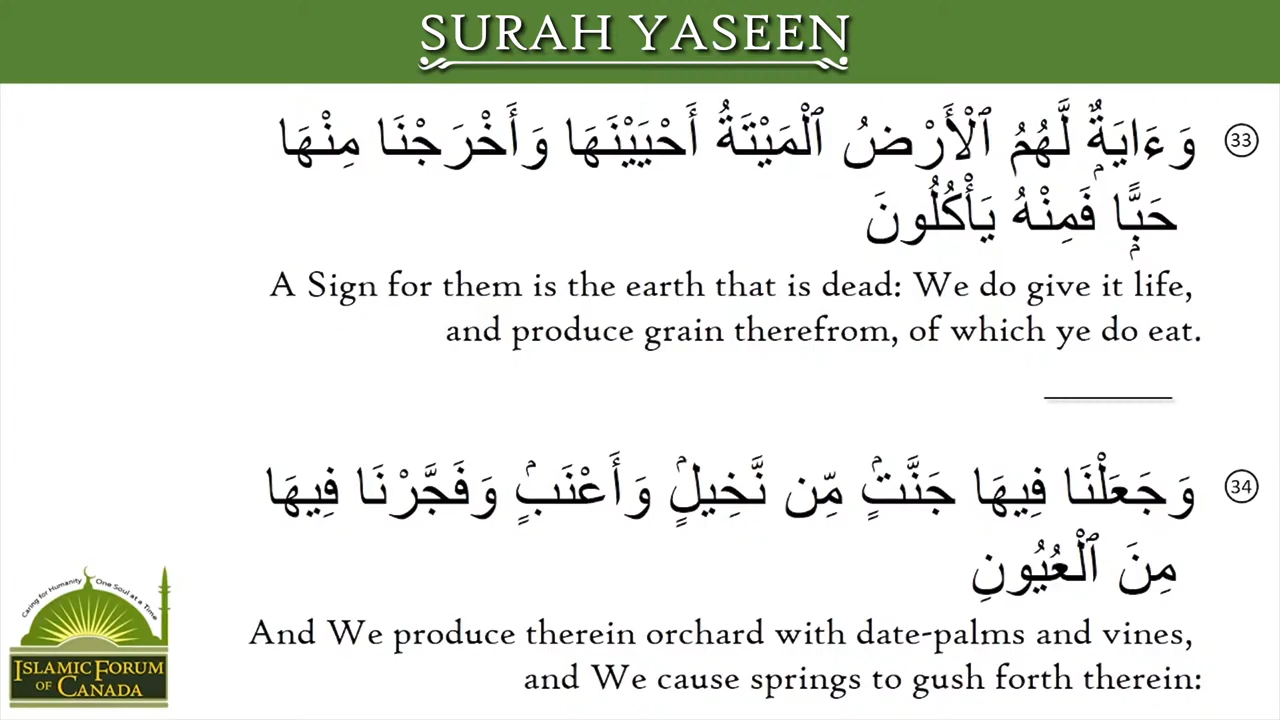 SURAH YASEEN
وَءَايَةٌۭ لَّهُمُ ٱلْأَرْضُ ٱلْمَيْتَةُ أَحْيَيْنَهَا وَأَخْرَجْنَا مِنْهَا 33
حَبًّۭا فَمِنْهُ يَأْكُلُونَ
A Sign for them is the earth that is dead: We do give it life,
and produce grain therefrom, of which ye do eat.
وَجَعَلْنَا فِيهَا جَنَّتٍۢ مِّن نَّخِيلٍۢ وَأَعْنَبٍۢ وَفَجَّرْنَا فِيهَا 34
مِنَ ٱلْعُيُونِ
And We produce therein orchard with date-palms and vines,
and We cause springs to gush forth therein:
Caring for Humanity One Soul at a Time
ISLAMIC FORUM
OF CANADA